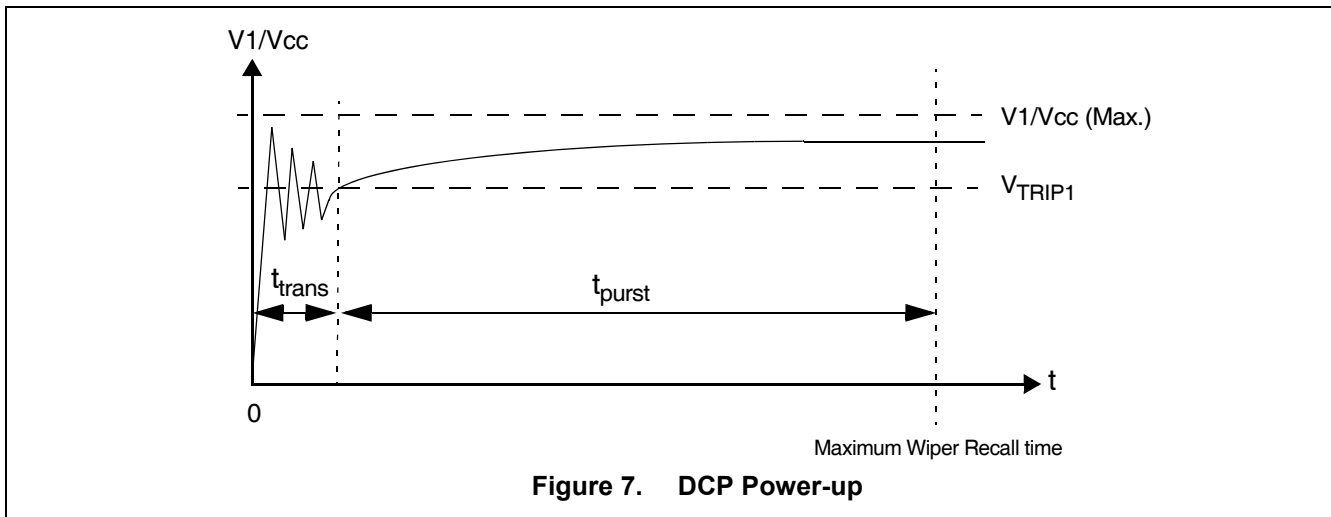 V1/Vcc
V1/Vcc (Max.)
VTRIP1
ttrans
tpurst
t
0
Maximum Wiper Recall time
Figure 7. DCP Power-up